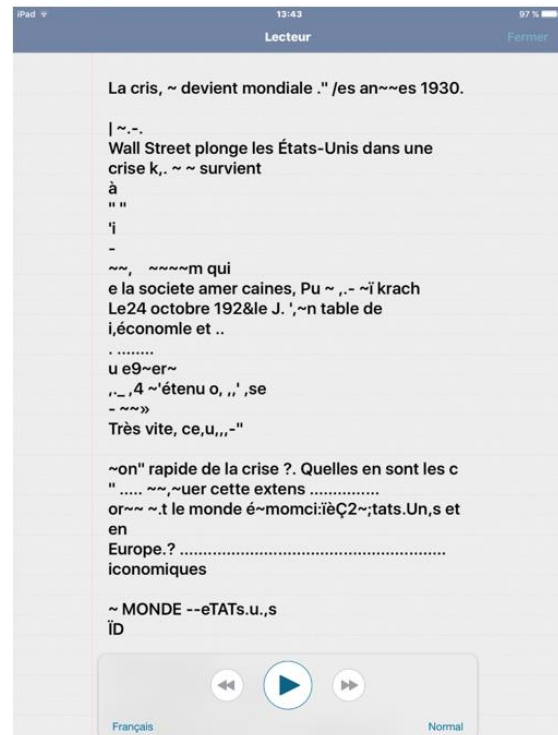 iPad 13:43 97 %
Lecteur Fermer
La cris, ~ devient mondiale ." /es an~~es 1930.
| ~.-.
Wall Street plonge les États-Unis dans une
crise k,. ~ ~ survient
à
" "
'i
-
~~, ~~~~m qui
e la societe amer caines, Pu ~ ,.- ~ï krach
Le24 octobre 192&le J. ',~n table de
i,économle et ..
. ........
u e9~er~
,._ ,4 ~'étenu o, ,,' ,se
- ~~»
Très vite, ce,u,,,-"
~on" rapide de la crise ?. Quelles en sont les c
" ..... ~~,~uer cette extens ...............
or~~ ~.t le monde é~momci:ïèÇ2~;tats.Un,s et
en
Europe.? ..........................................................
iconomiques
~ MONDE --eTATs.u.,s
ÏD
Français Normal